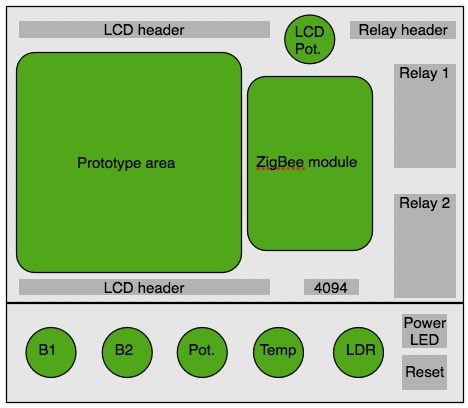 LCD header
LCD
Pot.
Relay header
Relay 1
Prototype area
ZigBee module
Relay 2
LCD header
4094
B1
B2
Pot.
Temp
LDR
Power
LED
Reset